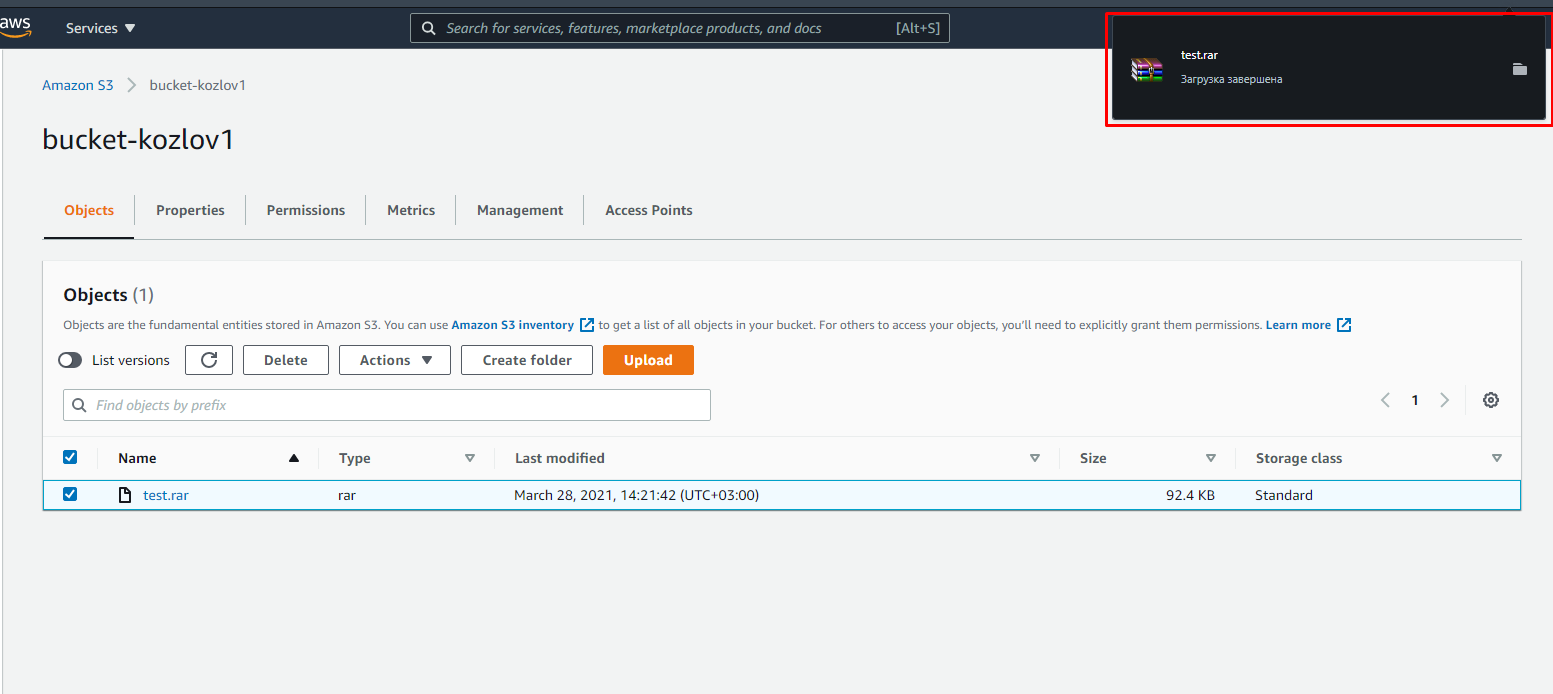 aws
Services
Search for services, features, marketplace products, and docs [Alt+S]
test.rar
Загрузка завершена
Amazon S3 bucket-kozlov1
bucket-kozlov1
Objects Properties Permissions Metrics Management Access Points
Objects (1)
Objects are the fundamental entities stored in Amazon S3. You can use Amazon S3 inventory to get a list of all objects in your bucket. For others to access your objects, you'll need to explicitly grant them permissions. Learn more
List versions Delete Actions Create folder Upload
Find objects by prefix 1
Name Type Last modified Size Storage class
test.rar rar March 28, 2021, 14:21:42 (UTC+03:00) 92.4 KB Standard